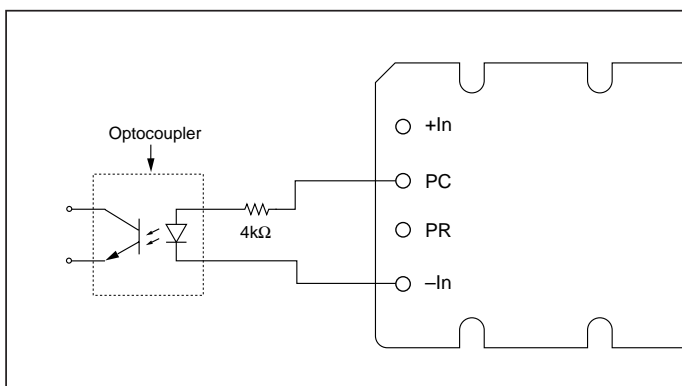 Optocoupler
4kΩ
+In
PC
PR
–In